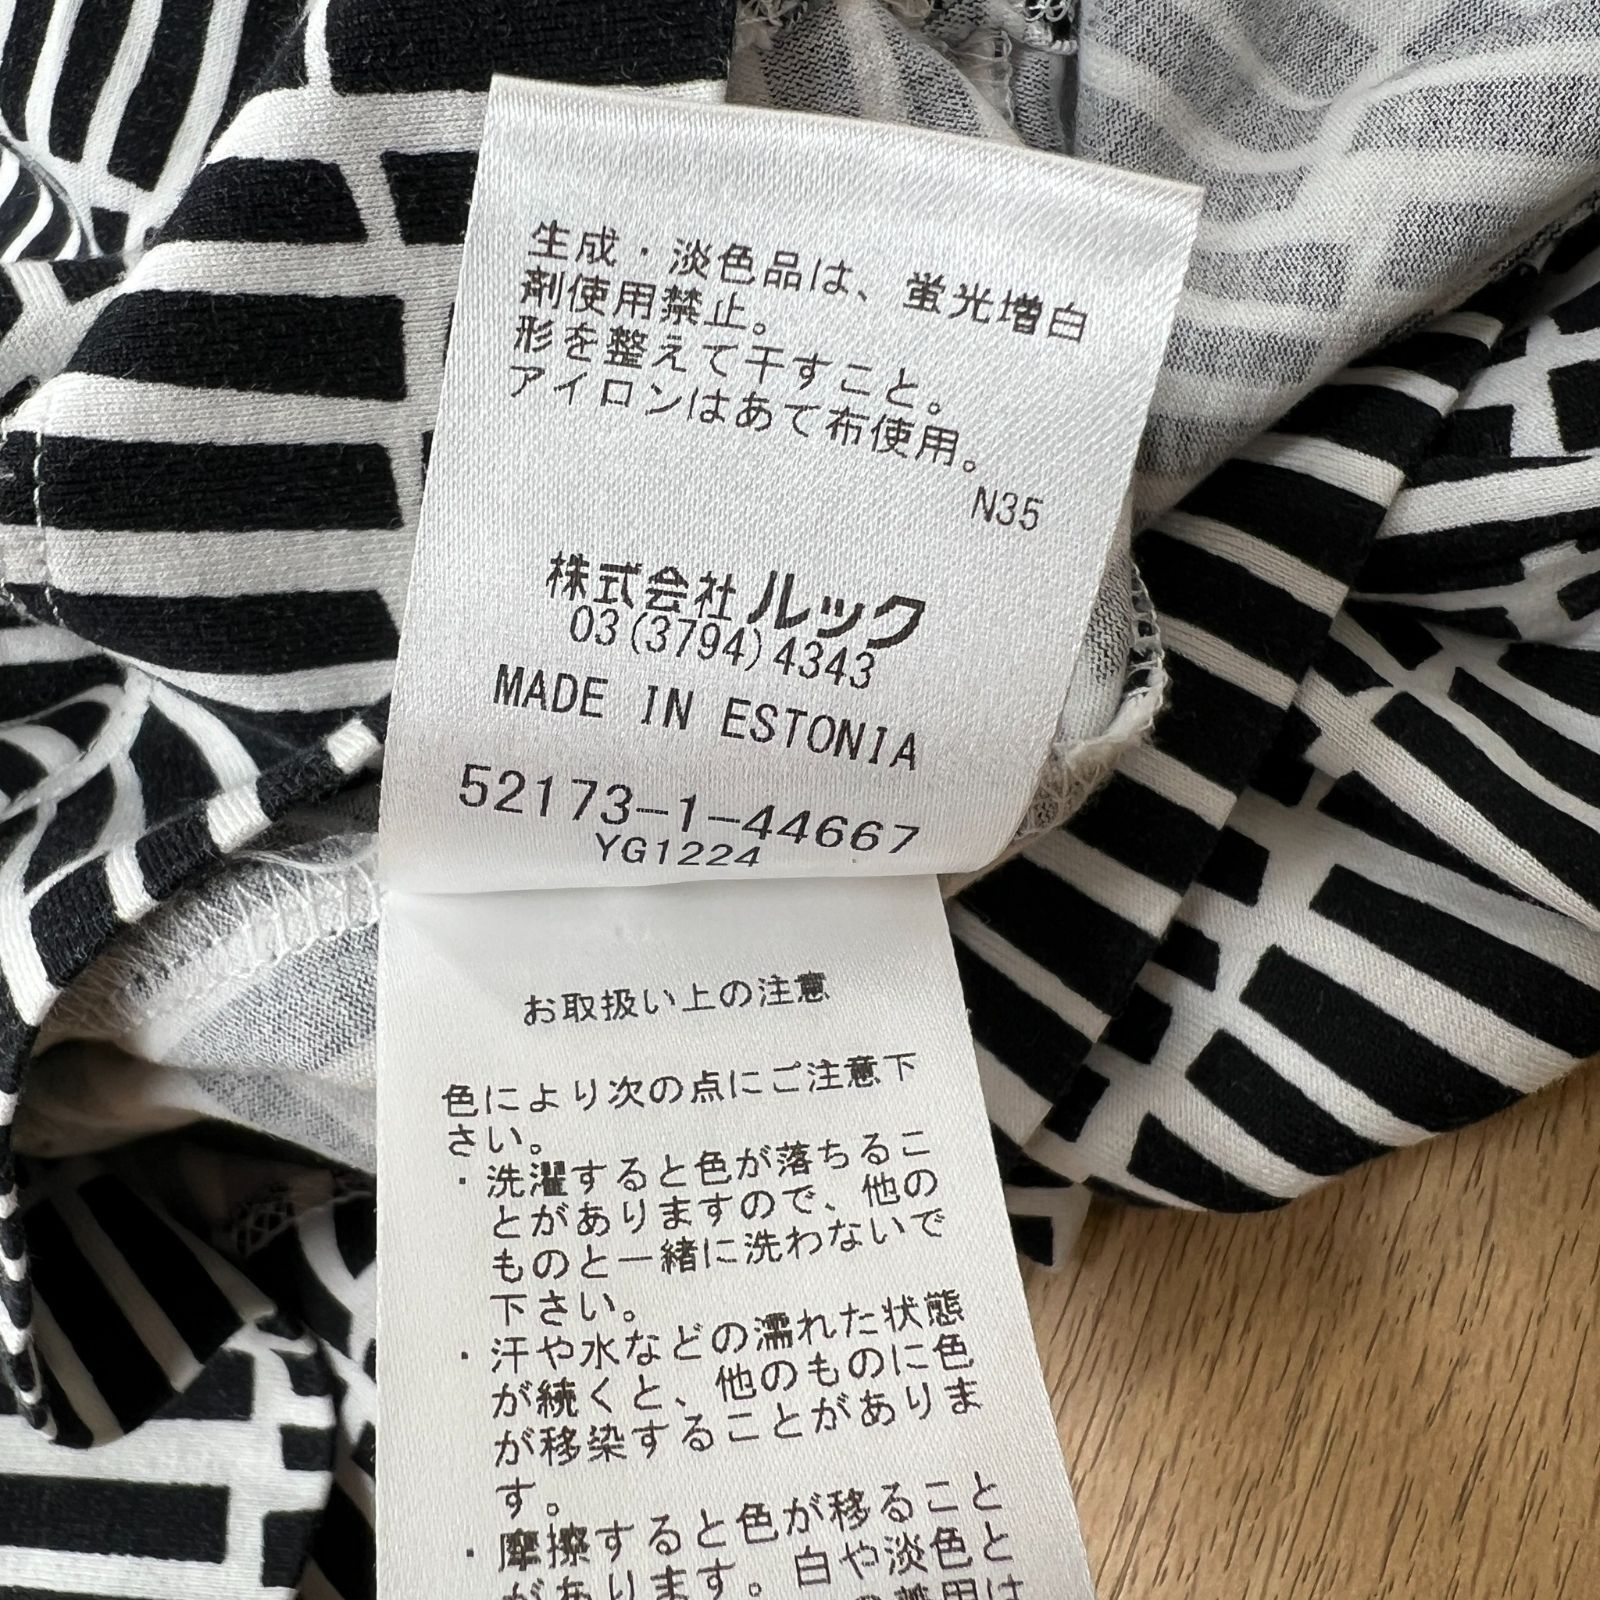 生成・淡色品は、蛍光増白
剤使用禁止。
形を整えて干すこと。
アイロンはあて布使用。
N35
株式会社ルック
03(3794)4343
MADE IN ESTONIA
52173-1-44667
YG1224
お取扱い上の注意
色により次の点にご注意下
さい。
・洗濯すると色が落ちるこ
とがありますので、他の
ものと一緒に洗わないで
下さい。
・汗や水などの濡れた状態
が続くと、他のものに色
が移染することがありま
す。
・摩擦すると色が移ること
があります。白や淡色と
の着用は